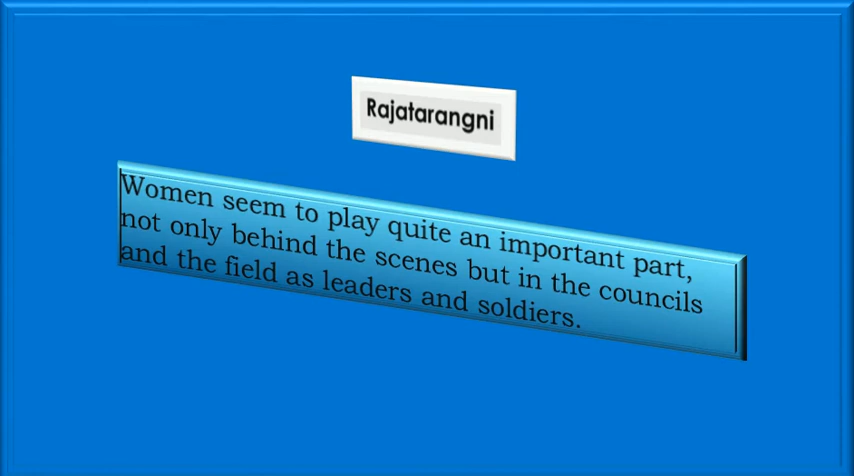 Rajatarangni
Women seem to play quite an important part,
not only behind the scenes but in the councils
and the field as leaders and soldiers.